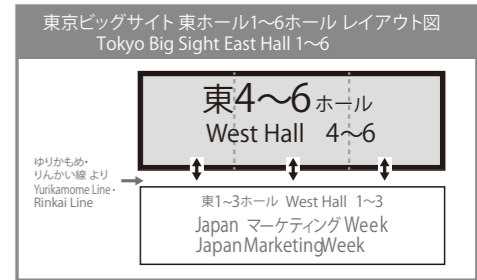 東京ビッグサイト 東ホール1〜6ホール レイアウト図
Tokyo Big Sight East Hall 1〜6
東4〜6ホール
West Hall 4〜6
ゆりかもめ・
りんかい線 より
Yurikamome Line・
Rinkai Line
東1~3ホール West Hall 1~3
Japan マーケティング Week
JapanMarketingWeek